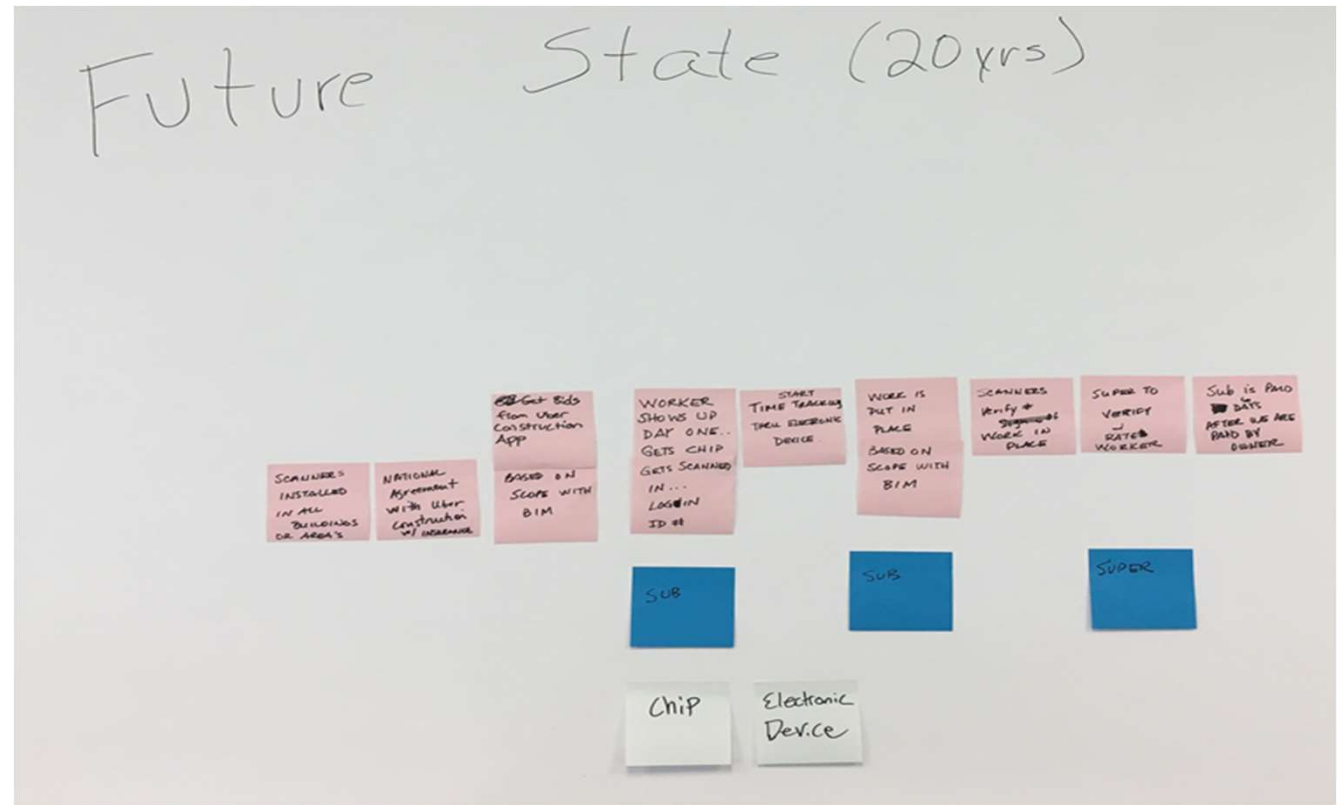 Future State (20yrs)
SCANNERS
INSTALLED
IN ALL
BUILDINGS
OR AREA'S
NATIONAL
Agreement
with Uber
Construction
w/ INSURANCE
Get Bids
from Uber
Construction
App
BASED ON
SCOPE WITH
BIM
WORKER
SHOWS UP
DAY ONE..
GETS CHIP
GETS SCANNED
IN...
LOGIN
ID #
START
TIME TRACKING
THRU ELECTRONIC
DEVICE
WORK IS
PUT IN
PLACE
BASED ON
SCOPE WITH
BIM
SCANNERS
Verify
WORK IN
PLACE
SUPER TO
VERIFY
RATES
WORKER
Sub is PAID
DAYS
AFTER WE ARE
PAID BY
OWNER
SUB
SUB
SUPER
Chip
Electronic
Device